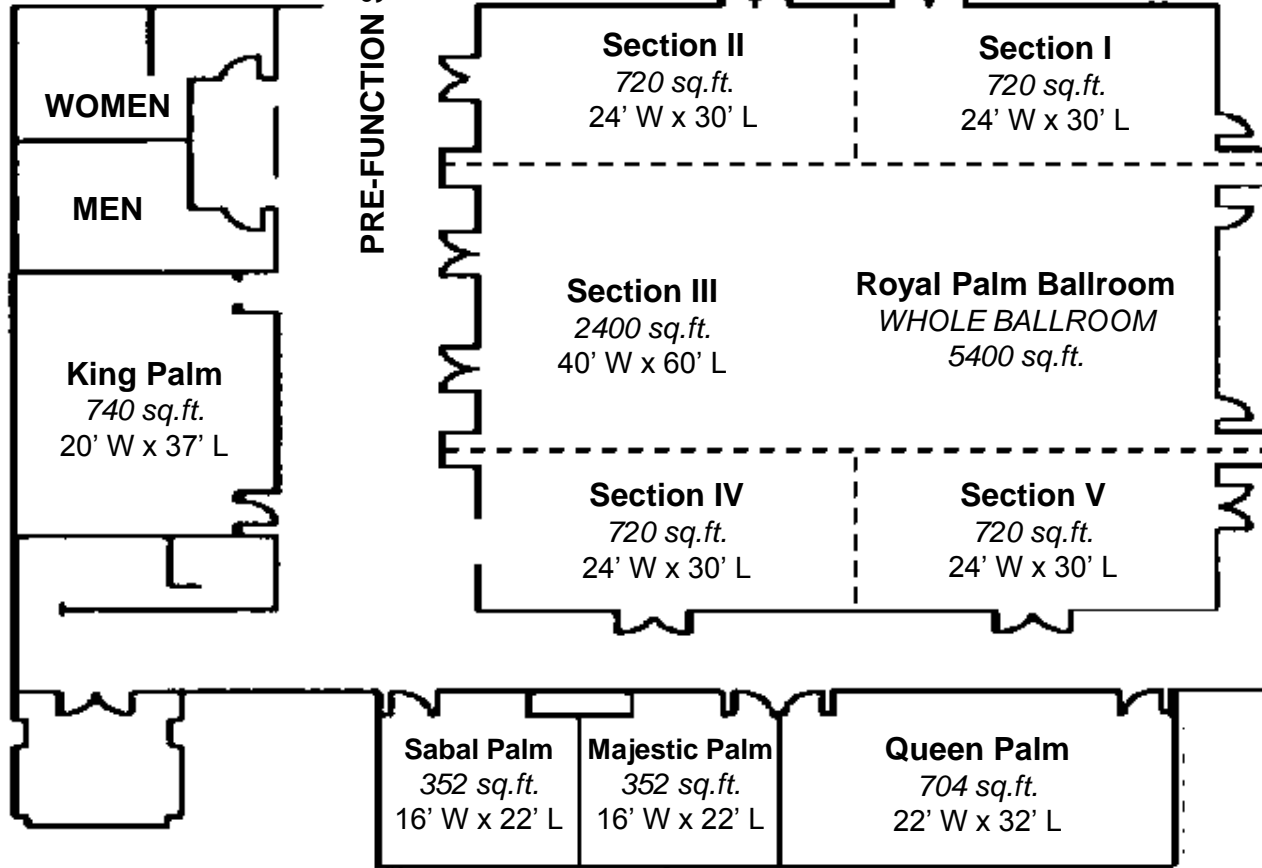 PRE-FUNCTION
Section II
720 sq.ft.
24’ W x 30’ L
Section I
720 sq.ft.
24’ W x 30’ L
WOMEN
MEN
Section III
2400 sq.ft.
40’ W x 60’ L
Royal Palm Ballroom
WHOLE BALLROOM
5400 sq.ft.
King Palm
740 sq.ft.
20’ W x 37’ L
Section IV
720 sq.ft.
24’ W x 30’ L
Section V
720 sq.ft.
24’ W x 30’ L
Sabal Palm
352 sq.ft.
16’ W x 22’ L
Majestic Palm
352 sq.ft.
16’ W x 22’ L
Queen Palm
704 sq.ft.
22’ W x 32’ L